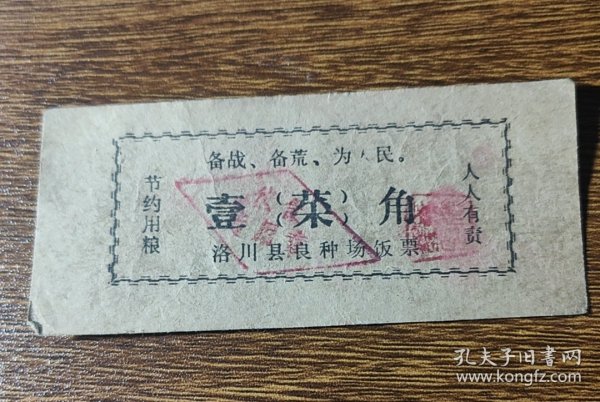 备战、备荒、为人民。
节约用粮
壹（菜）角
人人有责
洛川县良种场饭票
孔夫子旧书网
www.kongfz.com